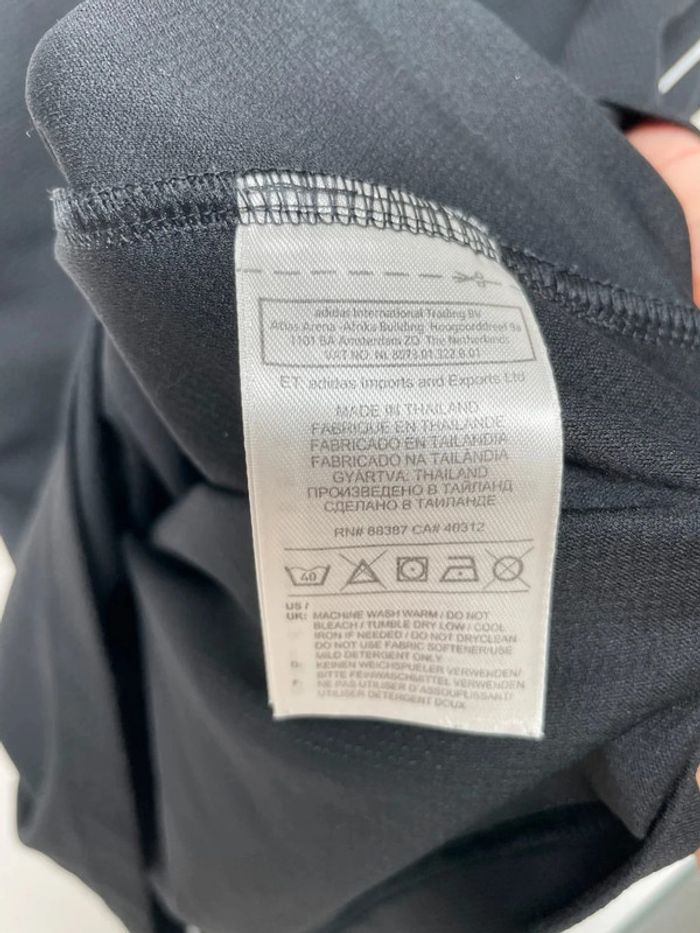 adidas International Trading BV
Atlas Arena -Afrika Building, Hoogoorddreef 9a
1101 BA Amsterdam ZO The Netherlands
VAT NO: NL 8073.01.322.B.01
ET: adidas Imports and Exports Ltd
MADE IN THAILAND
FABRIQUE EN THAILANDE
FABRICADO EN TAILANDIA
FABRICADO NA TAILÂNDIA
GYÁRTVA: THAILAND
ПРОИЗВЕДЕНО В ТАЙЛАНД
СДЕЛАНО В ТАИЛАНДЕ
RN# 88387 CA# 40312
40
US /
UK: MACHINE WASH WARM / DO NOT
BLEACH / TUMBLE DRY LOW / COOL
IRON IF NEEDED / DO NOT DRYCLEAN
DO NOT USE FABRIC SOFTENER/USE
MILD DETERGENT ONLY
D: KEINEN WEICHSPUELER VERWENDEN/
BITTE FEINWASCHMITTEL VERWENDEN
F: NE PAS UTILISER D'ASSOUPLISSANT/
UTILISER DETERGENT DOUX